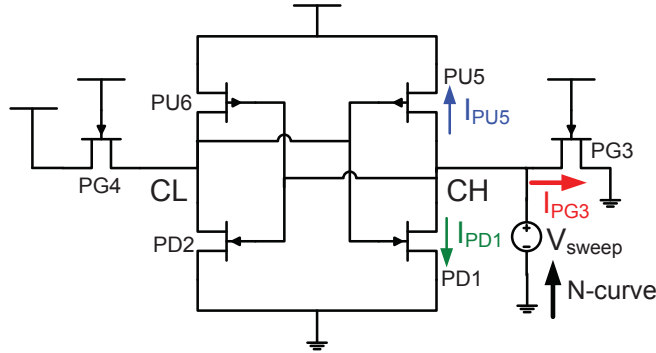 PU6
PU5
I_PU5
PG3
PG4
CL
CH
I_PG3
PD2
I_PD1
V_sweep
PD1
N-curve